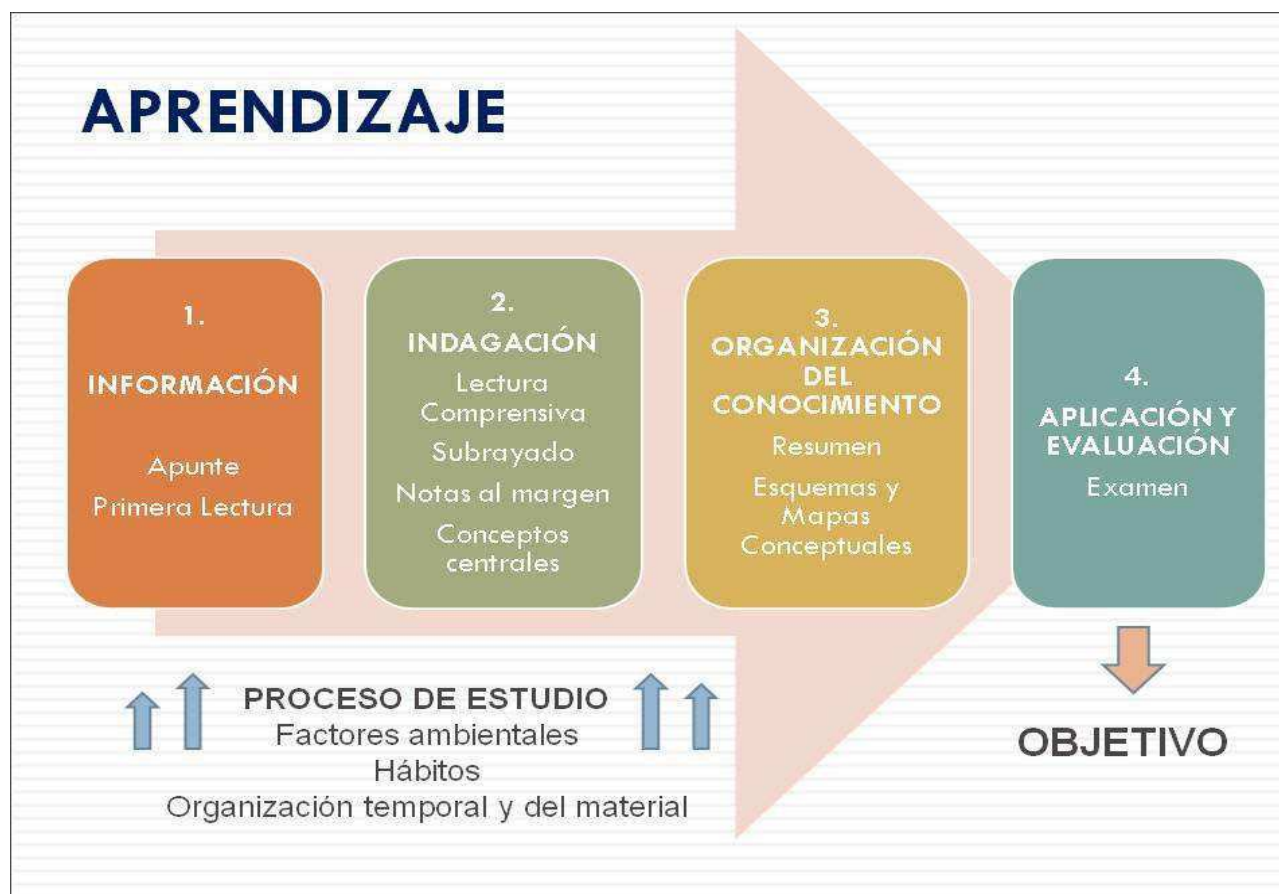 APRENDIZAJE
1.
INFORMACIÓN
Apunte
Primera Lectura
2.
INDAGACIÓN
Lectura
Comprensiva
Subrayado
Notas al margen
Conceptos
centrales
3.
ORGANIZACIÓN
DEL
CONOCIMIENTO
Resumen
Esquemas y
Mapas
Conceptuales
4.
APLICACIÓN Y
EVALUACIÓN
Examen
PROCESO DE ESTUDIO
Factores ambientales
Hábitos
Organización temporal y del material
OBJETIVO